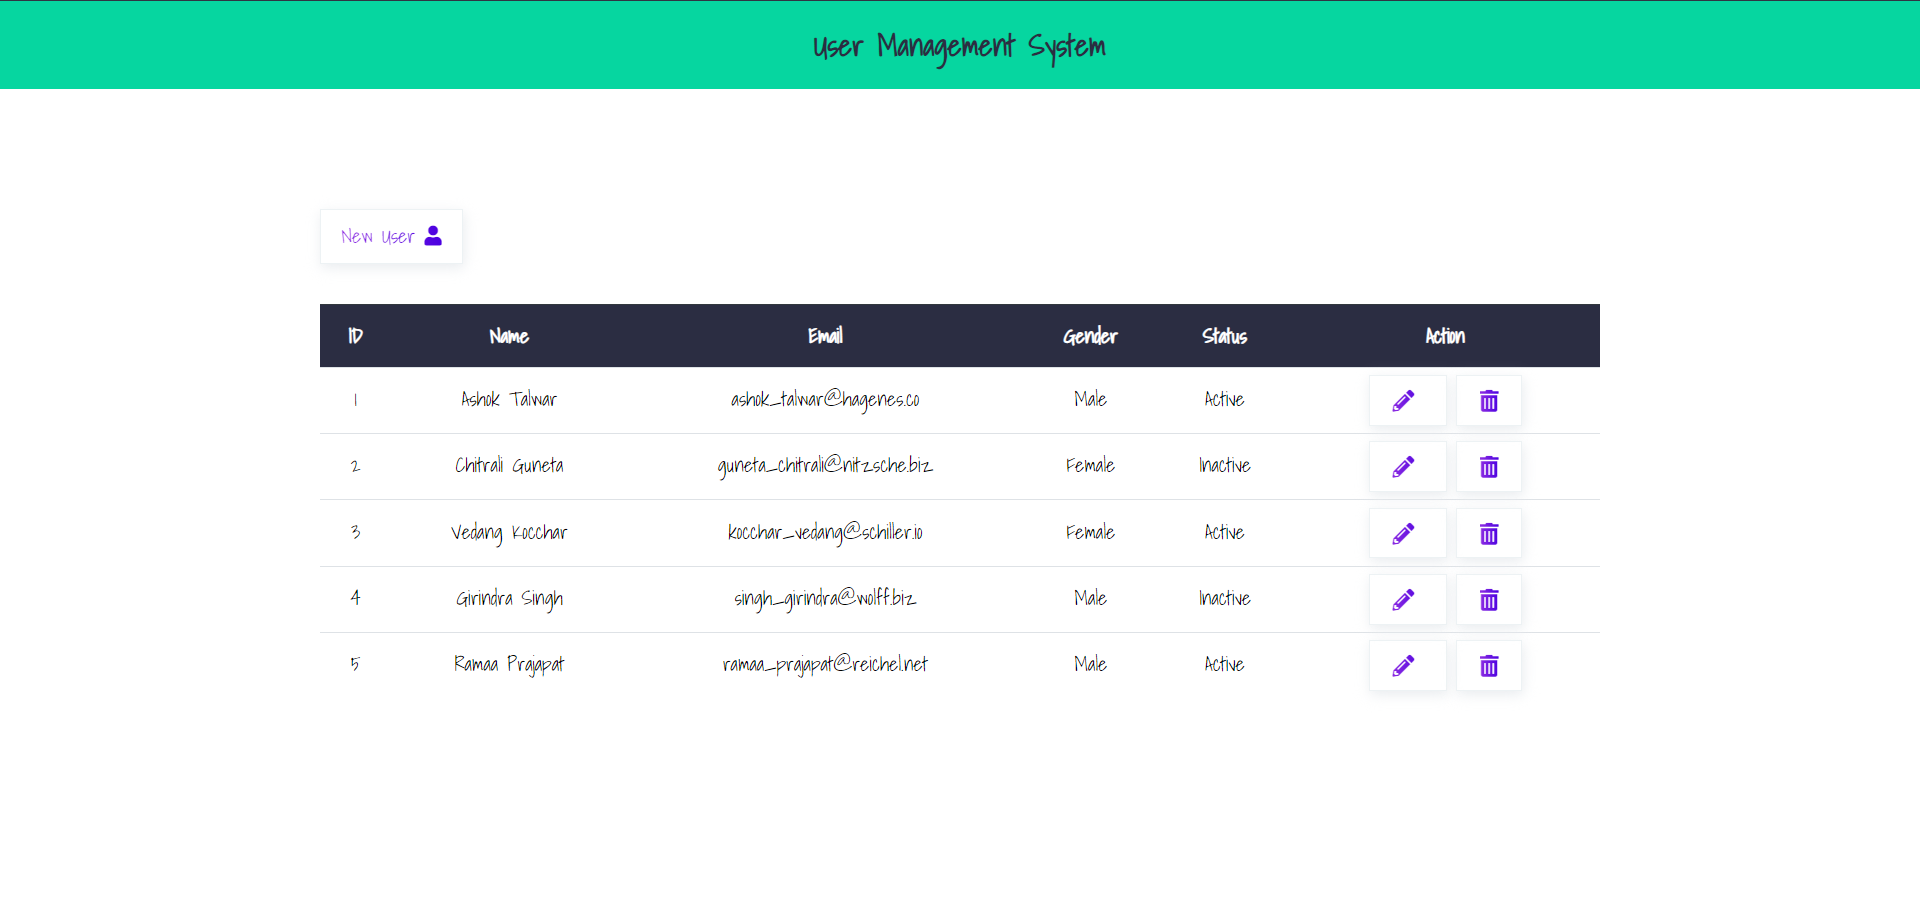 User Management System
New User
ID Name Email Gender Status Action
1 Ashok Talwar ashok_talwar@hagenes.co Male Active
2 Chitrali Guneta guneta_chitrali@nitzsche.biz Female Inactive
3 Vedang Kocchar kocchar_vedang@schiller.io Female Active
4 Girindra Singh singh_girindra@wolff.biz Male Inactive
5 Ramaa Prajapat ramaa_prajapat@reichel.net Male Active